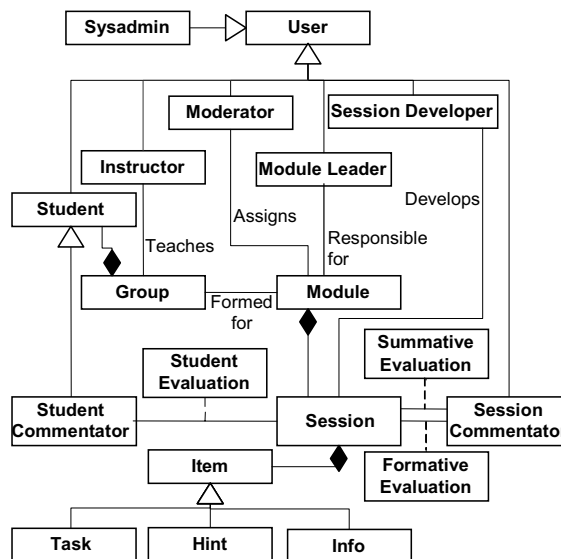 Sysadmin
User
Moderator
Session Developer
Instructor
Module Leader
Student
Assigns
Develops
Teaches
Responsible
for
Group
Module
Formed
for
Student
Evaluation
Summative
Evaluation
Student
Commentator
Session
Session
Commentator
Item
Formative
Evaluation
Task
Hint
Info